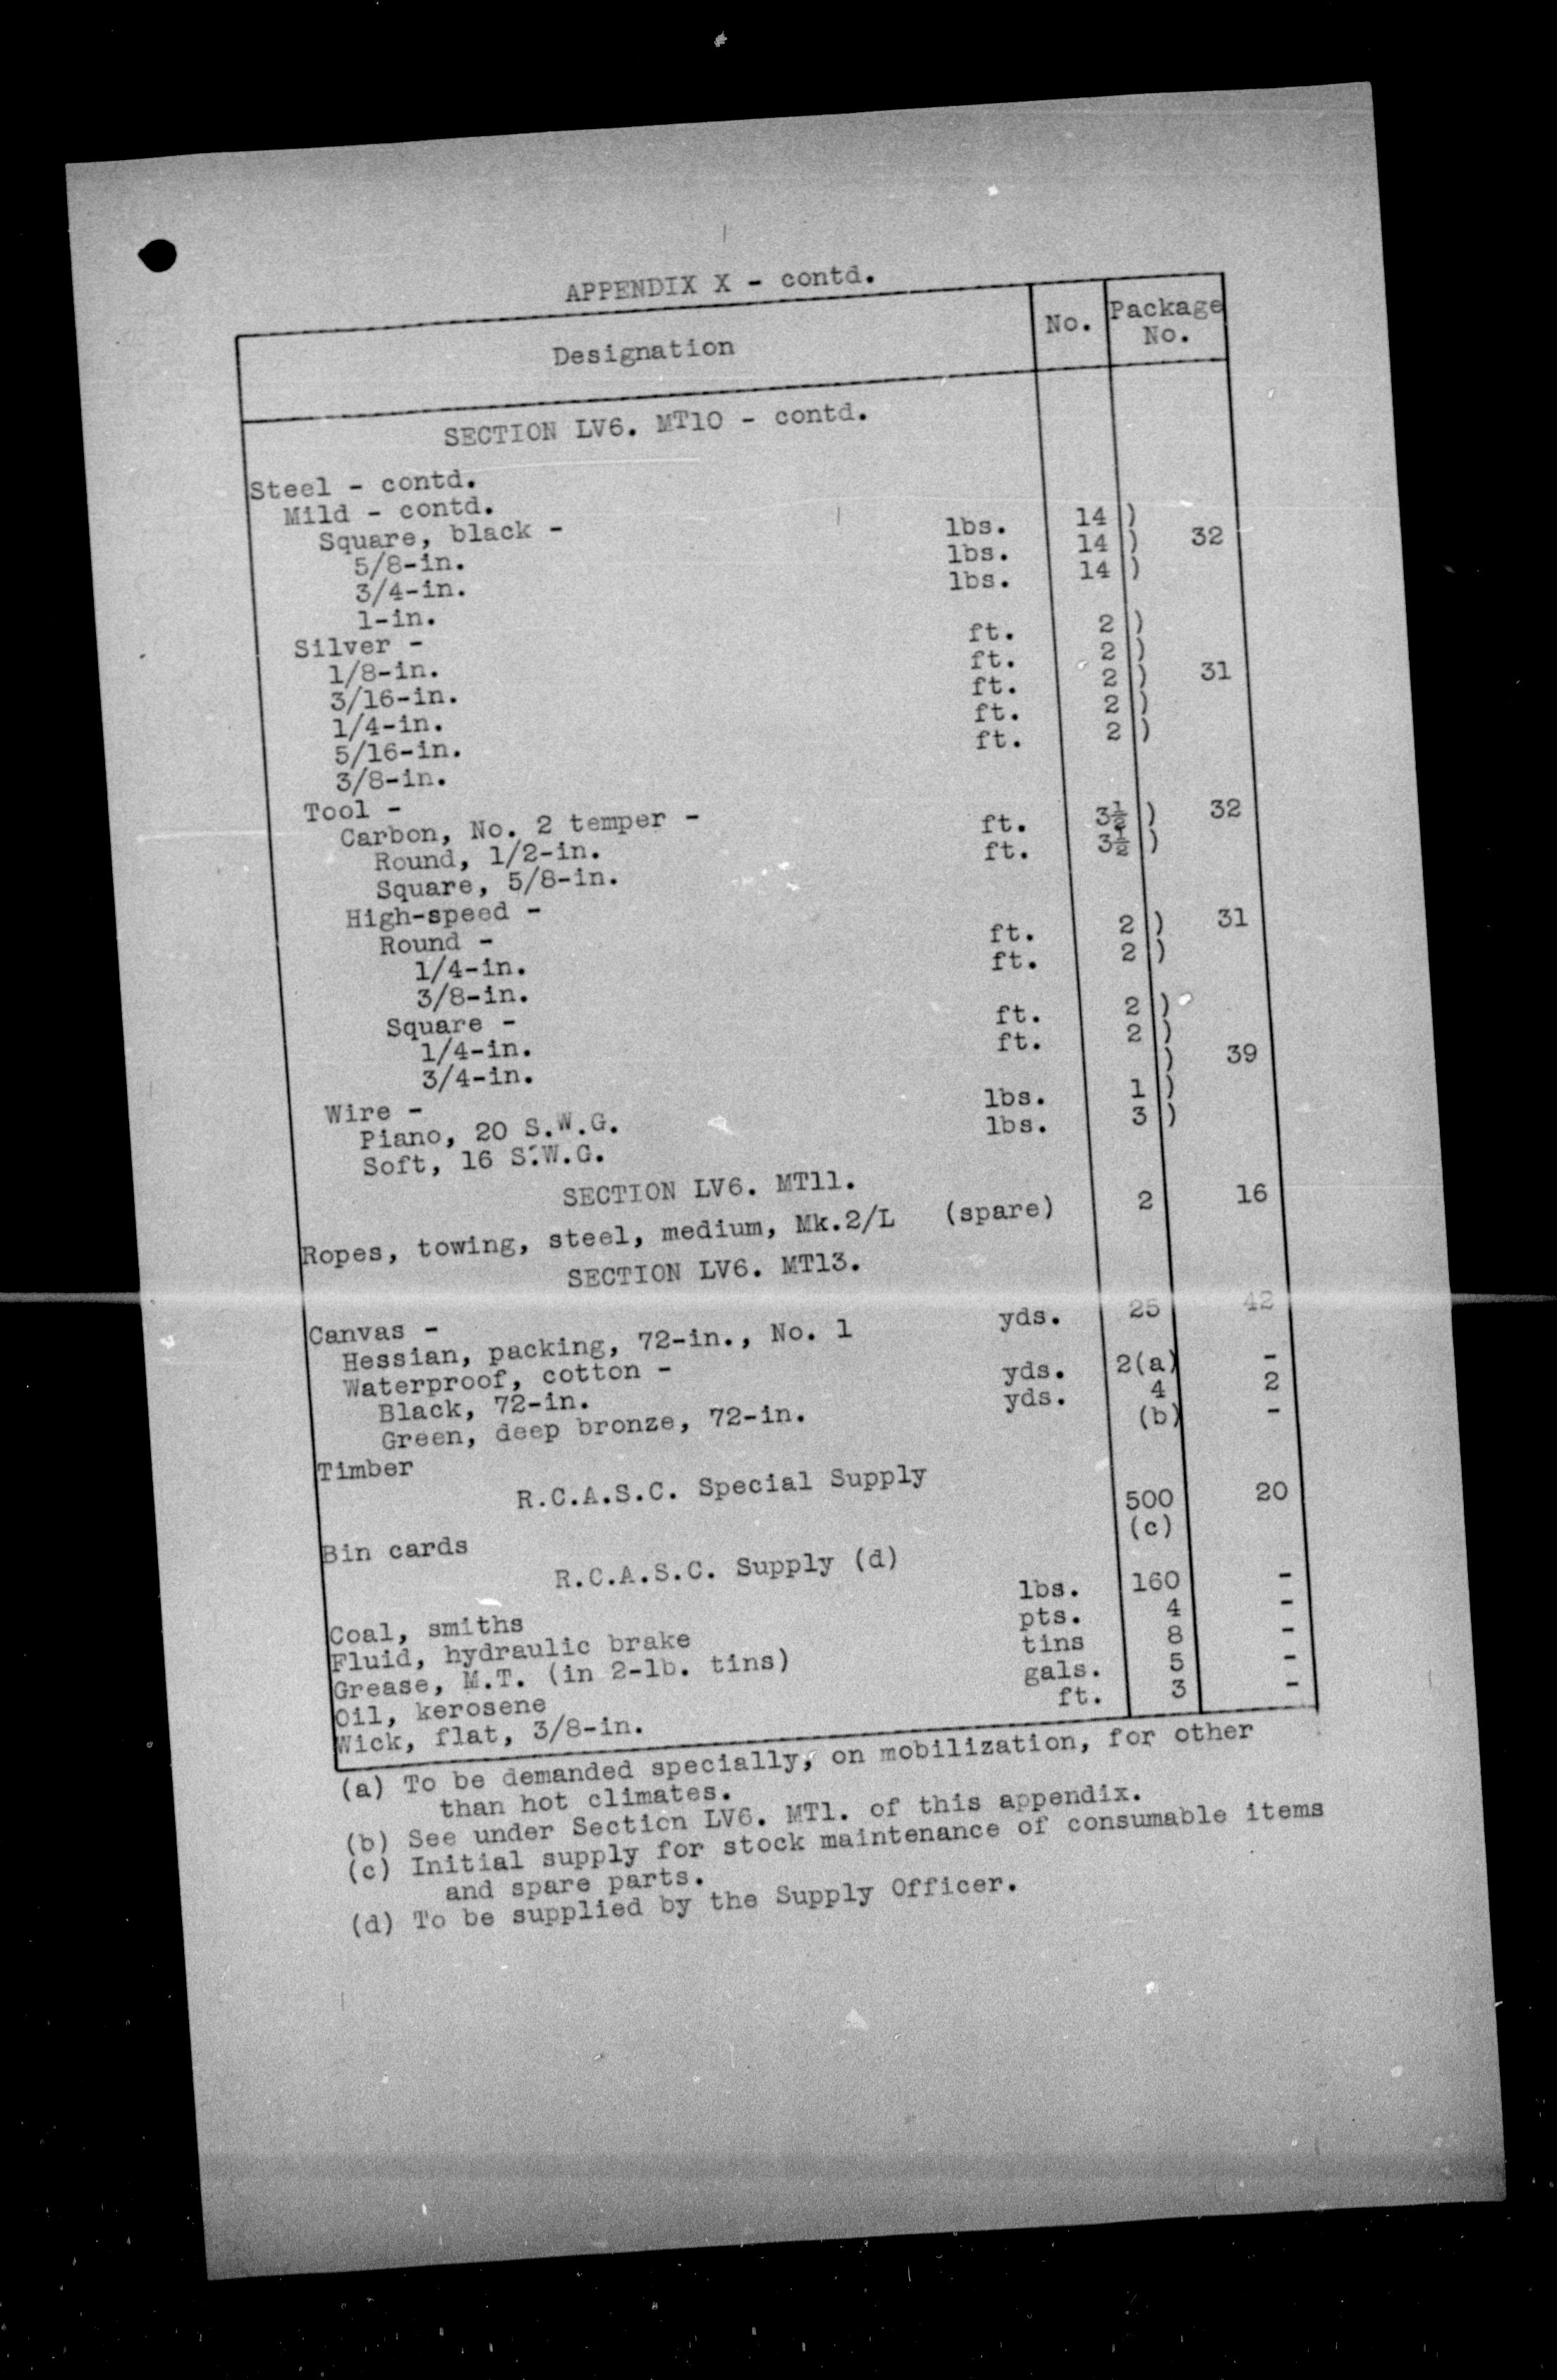 APPENDIX X - contd.
Designation No. Package No.
SECTION LV6. MT10 - contd.
Steel - contd.
Mild - contd.
Square, black -
5/8-in. lbs. 14 )
3/4-in. lbs. 14 ) 32
1-in. lbs. 14 )
Silver -
1/8-in. ft. 2 )
3/16-in. ft. 2 )
1/4-in. ft. 2 ) 31
5/16-in. ft. 2 )
3/8-in. ft. 2 )
Tool -
Carbon, No. 2 temper -
Round, 1/2-in. ft. 3½ ) 32
Square, 5/8-in. ft. 3½ )
High-speed -
Round -
1/4-in. ft. 2 ) 31
3/8-in. ft. 2 )
Square -
1/4-in. ft. 2 )
3/4-in. ft. 2 )
Wire - ) 39
Piano, 20 S.W.G. lbs. 1 )
Soft, 16 S.W.G. lbs. 3 )
SECTION LV6. MT11.
Ropes, towing, steel, medium, Mk.2/L (spare) 2 16
SECTION LV6. MT13.
Canvas -
Hessian, packing, 72-in., No. 1 yds. 25 42
Waterproof, cotton -
Black, 72-in. yds. 2(a) -
Green, deep bronze, 72-in. yds. 4 2
Timber (b) -
R.C.A.S.C. Special Supply
Bin cards 500 20
(c)
R.C.A.S.C. Supply (d)
Coal, smiths lbs. 160 -
Fluid, hydraulic brake pts. 4 -
Grease, M.T. (in 2-lb. tins) tins 8 -
Oil, kerosene gals. 5 -
Wick, flat, 3/8-in. ft. 3 -
(a) To be demanded specially, on mobilization, for other
than hot climates.
(b) See under Section LV6. MT1. of this appendix.
(c) Initial supply for stock maintenance of consumable items
and spare parts.
(d) To be supplied by the Supply Officer.